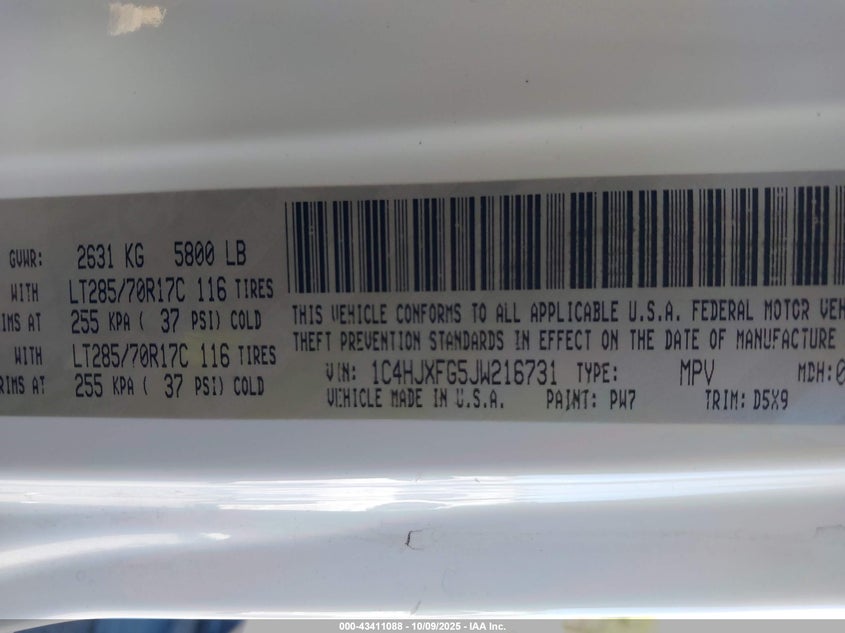 GVWR: 2631 KG 5800 LB
WITH LT285/70R17C 116 TIRES
IMS AT 255 KPA ( 37 PSI) COLD
WITH LT285/70R17C 116 TIRES
RIMS AT 255 KPA ( 37 PSI) COLD
THIS VEHICLE CONFORMS TO ALL APPLICABLE U.S.A. FEDERAL MOTOR VEH
THEFT PREVENTION STANDARDS IN EFFECT ON THE DATE OF MANUFACTURE
VIN: 1C4HJXFG5JW216731 TYPE: MPV MDH:0
VEHICLE MADE IN U.S.A. PAINT: PW7 TRIM: D5X9
000-43411088 - 10/09/2025 - IAA Inc.